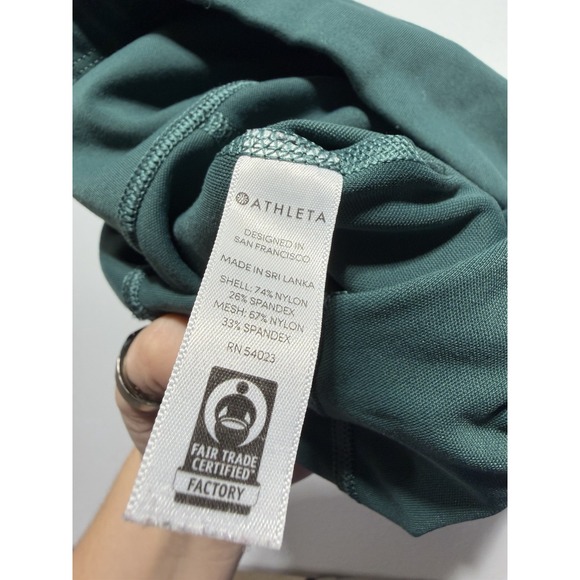 ATHLETA
DESIGNED IN
SAN FRANCISCO
MADE IN SRI LANKA
SHELL: 74% NYLON
26% SPANDEX
MESH: 67% NYLON
33% SPANDEX
RN 54023
FAIR TRADE
CERTIFIED™
FACTORY